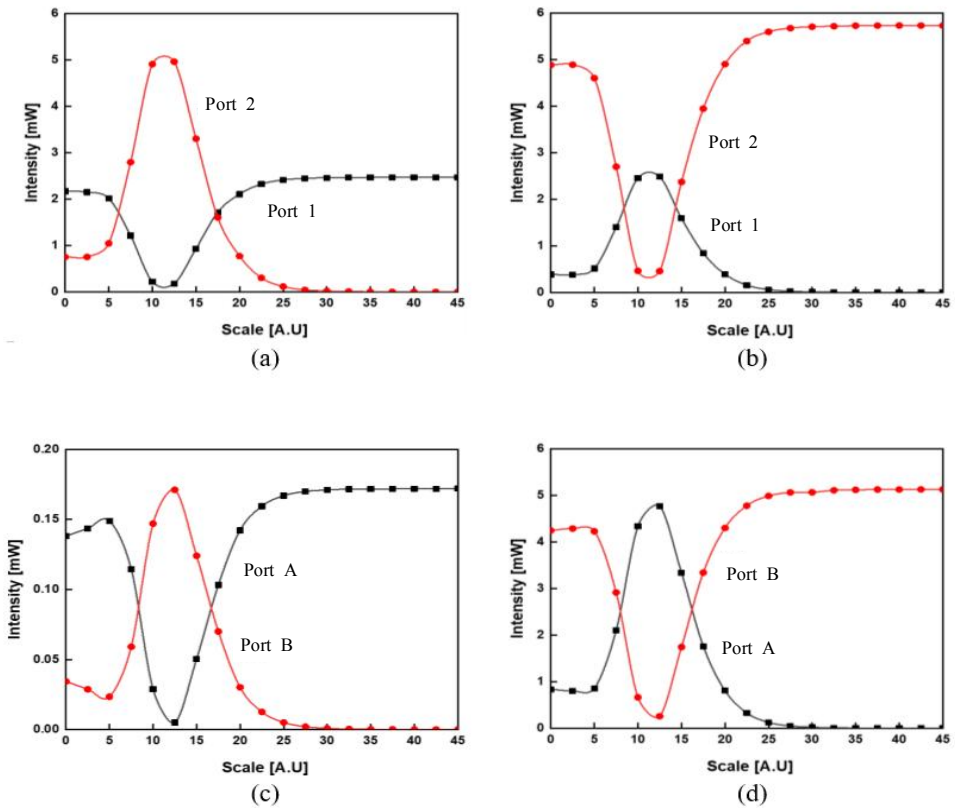 6
5
4
3
2
1
0
Intensity [mW]
Port 2
Port 1
0 5 10 15 20 25 30 35 40 45
Scale [A.U]
(a)
6
5
4
3
2
1
0
Intensity [mW]
Port 2
Port 1
0 5 10 15 20 25 30 35 40 45
Scale [A.U]
(b)
0.20
0.15
0.10
0.05
0.00
Intensity [mW]
Port A
Port B
0 5 10 15 20 25 30 35 40 45
Scale [A.U]
(c)
6
5
4
3
2
1
0
Intensity [mW]
Port B
Port A
0 5 10 15 20 25 30 35 40 45
Scale [A.U]
(d)